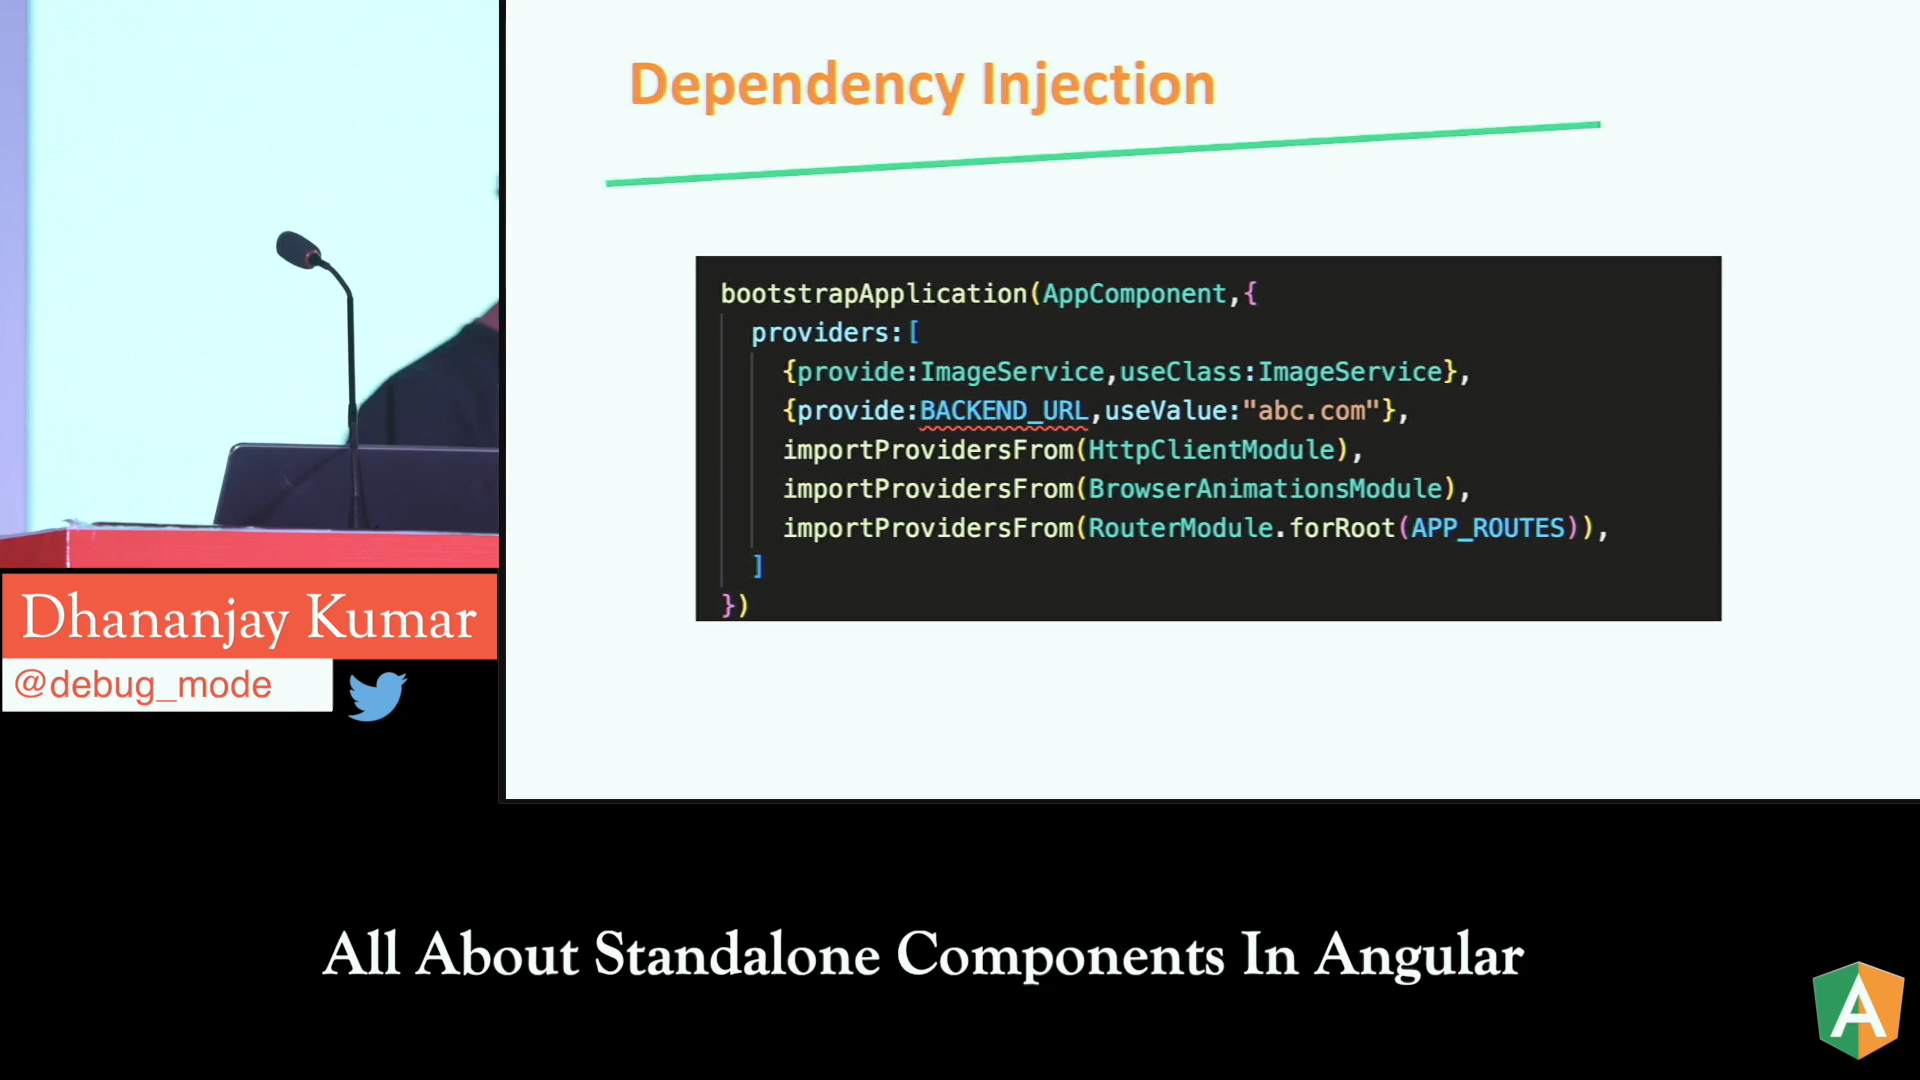 Dependency Injection
bootstrapApplication(AppComponent,{
providers:[
{provide:ImageService,useClass:ImageService},
{provide:BACKEND_URL,useValue:"abc.com"},
importProvidersFrom(HttpClientModule),
importProvidersFrom(BrowserAnimationsModule),
importProvidersFrom(RouterModule.forRoot(APP_ROUTES)),
]
})
Dhananjay Kumar
@debug_mode
All About Standalone Components In Angular
A